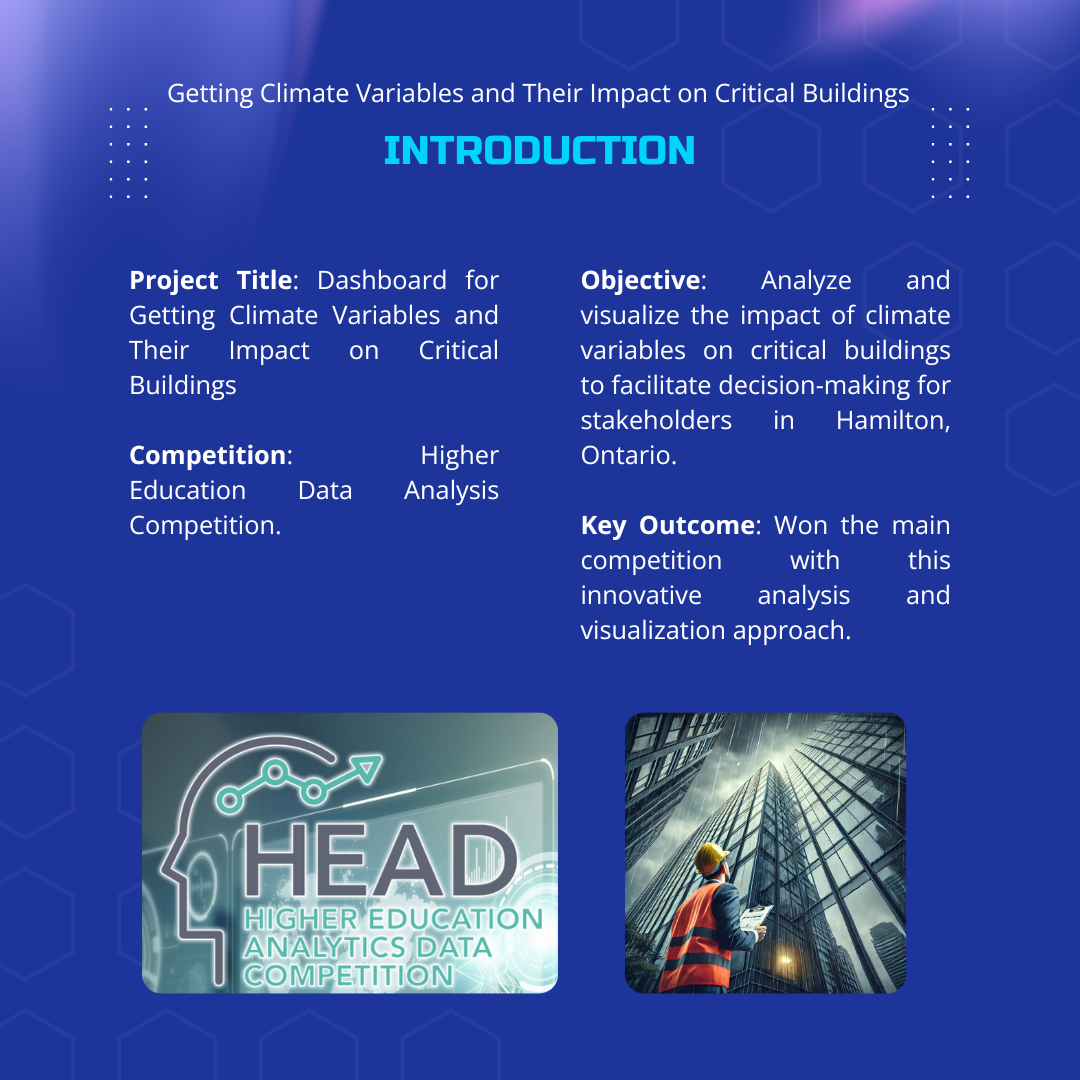 Getting Climate Variables and Their Impact on Critical Buildings
INTRODUCTION
Project Title: Dashboard for
Getting Climate Variables and
Their Impact on Critical
Buildings
Competition: Higher
Education Data Analysis
Competition.
Objective: Analyze and
visualize the impact of climate
variables on critical buildings
to facilitate decision-making for
stakeholders in Hamilton,
Ontario.
Key Outcome: Won the main
competition with this
innovative analysis and
visualization approach.
HEAD
HIGHER EDUCATION
ANALYTICS DATA
COMPETITION